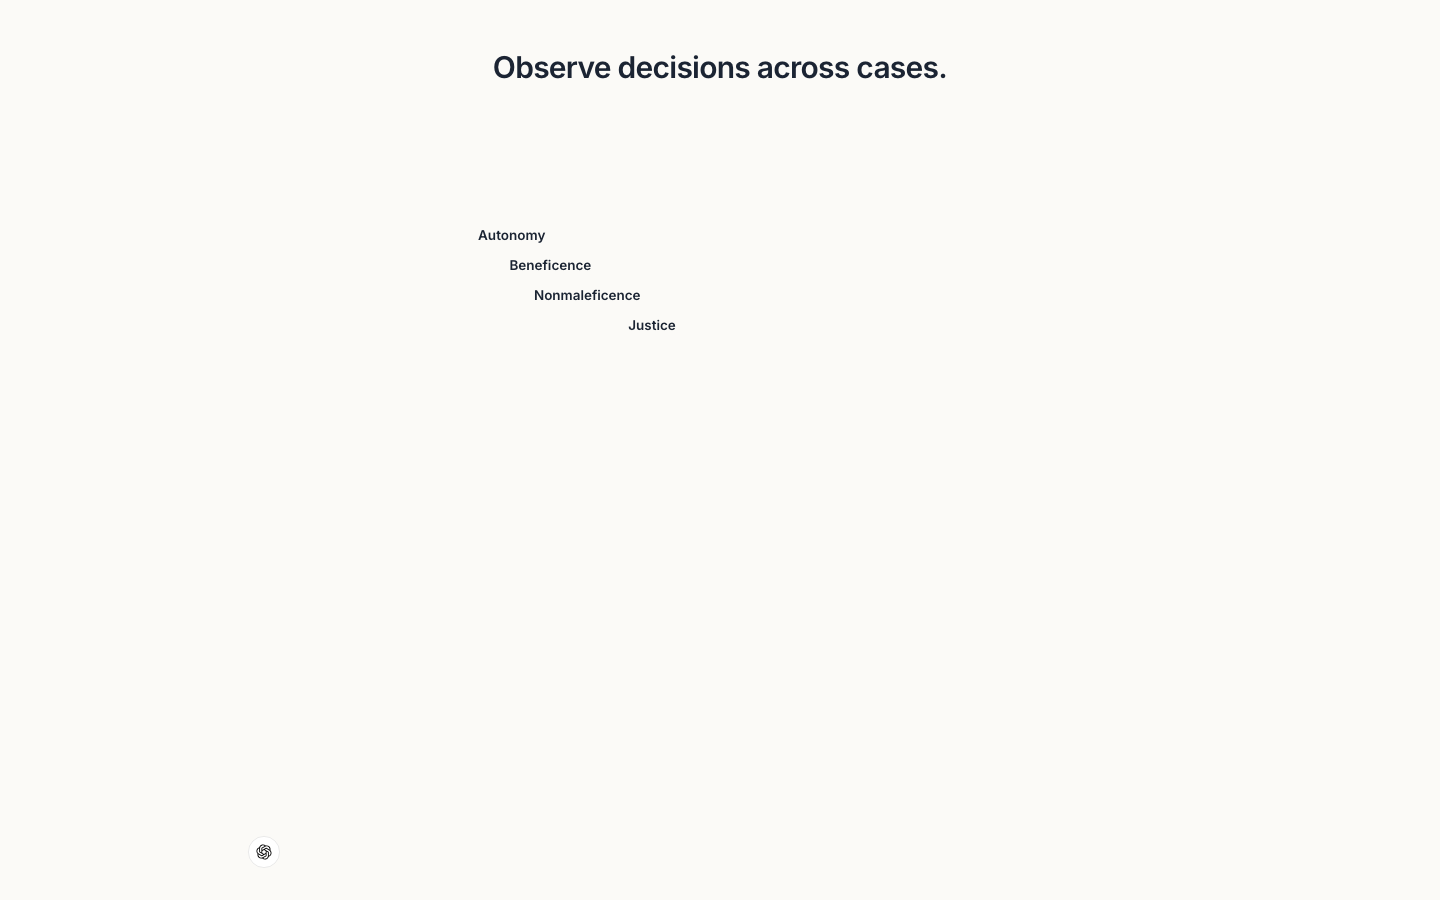 Observe decisions across cases.
Autonomy
Beneficence
Nonmaleficence
Justice